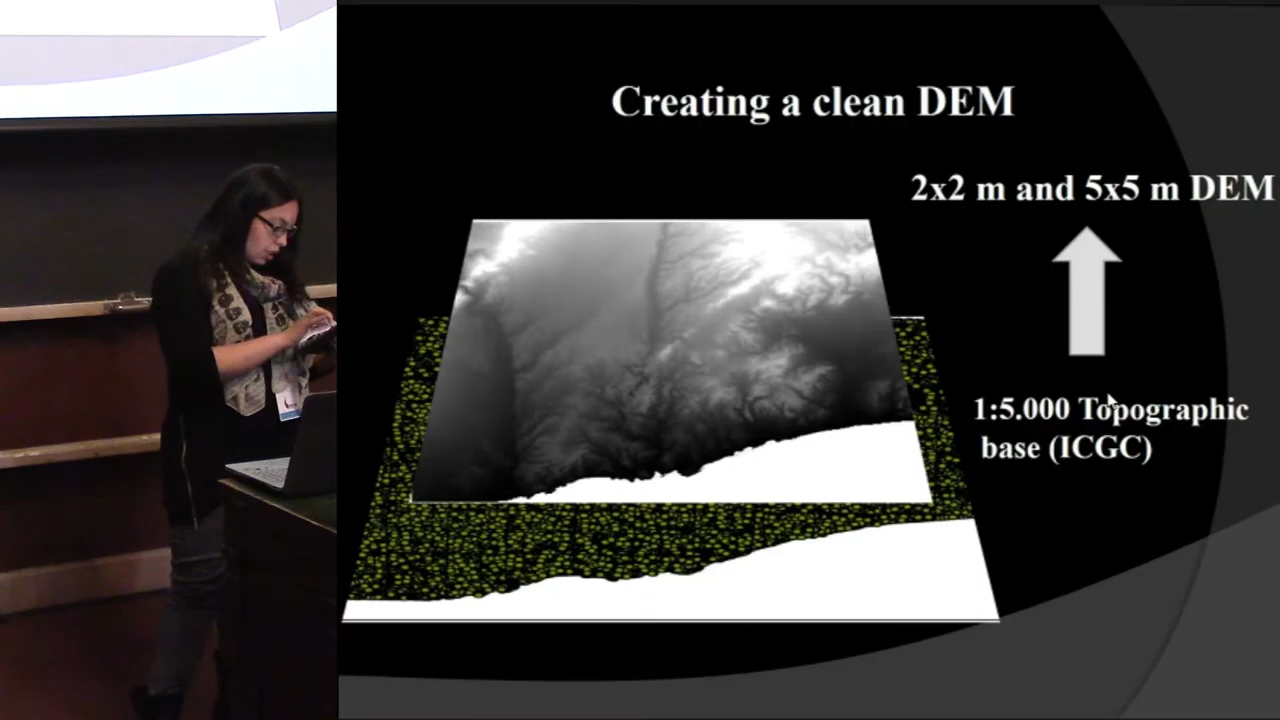 Creating a clean DEM
2x2 m and 5x5 m DEM
1:5.000 Topographic
base (ICGC)